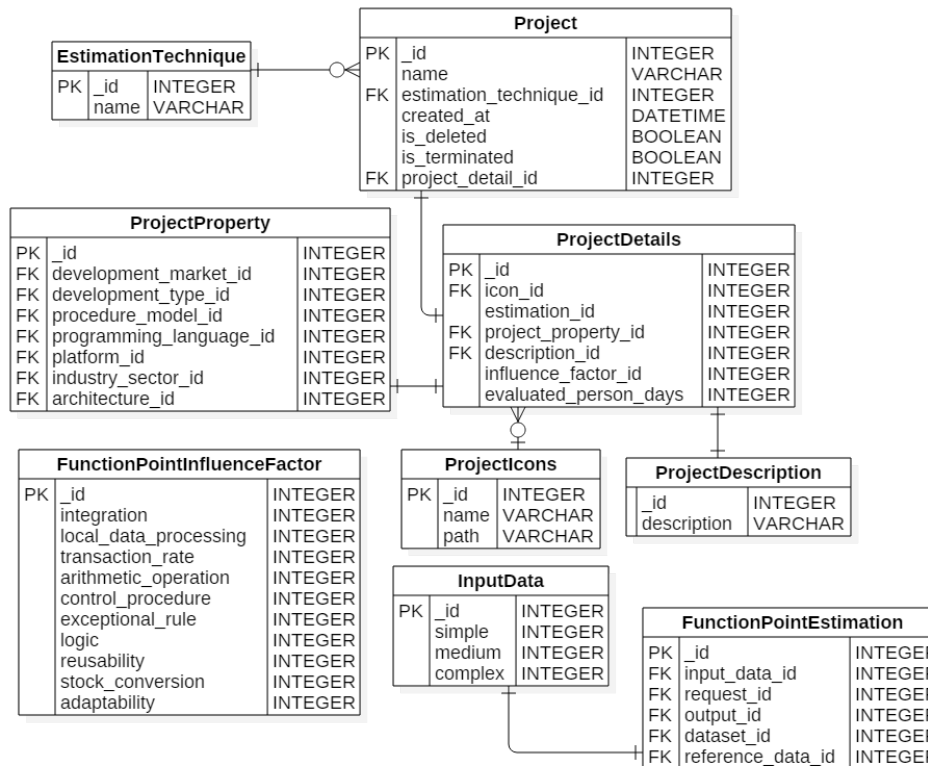 Project
PK _id INTEGER
name VARCHAR
FK estimation_technique_id INTEGER
created_at DATETIME
is_deleted BOOLEAN
is_terminated BOOLEAN
FK project_detail_id INTEGER
EstimationTechnique
PK _id INTEGER
name VARCHAR
ProjectProperty
PK _id INTEGER
FK development_market_id INTEGER
FK development_type_id INTEGER
FK procedure_model_id INTEGER
FK programming_language_id INTEGER
FK platform_id INTEGER
FK industry_sector_id INTEGER
FK architecture_id INTEGER
ProjectDetails
PK _id INTEGER
FK icon_id INTEGER
estimation_id INTEGER
FK project_property_id INTEGER
FK description_id INTEGER
influence_factor_id INTEGER
evaluated_person_days INTEGER
FunctionPointInfluenceFactor
PK _id INTEGER
integration INTEGER
local_data_processing INTEGER
transaction_rate INTEGER
arithmetic_operation INTEGER
control_procedure INTEGER
exceptional_rule INTEGER
logic INTEGER
reusability INTEGER
stock_conversion INTEGER
adaptability INTEGER
ProjectIcons
PK _id INTEGER
name VARCHAR
path VARCHAR
ProjectDescription
_id INTEGER
description VARCHAR
InputData
PK _id INTEGER
simple INTEGER
medium INTEGER
complex INTEGER
FunctionPointEstimation
PK _id INTEGER
FK input_data_id INTEGER
FK request_id INTEGER
FK output_id INTEGER
FK dataset_id INTEGER
FK reference_data_id INTEGER